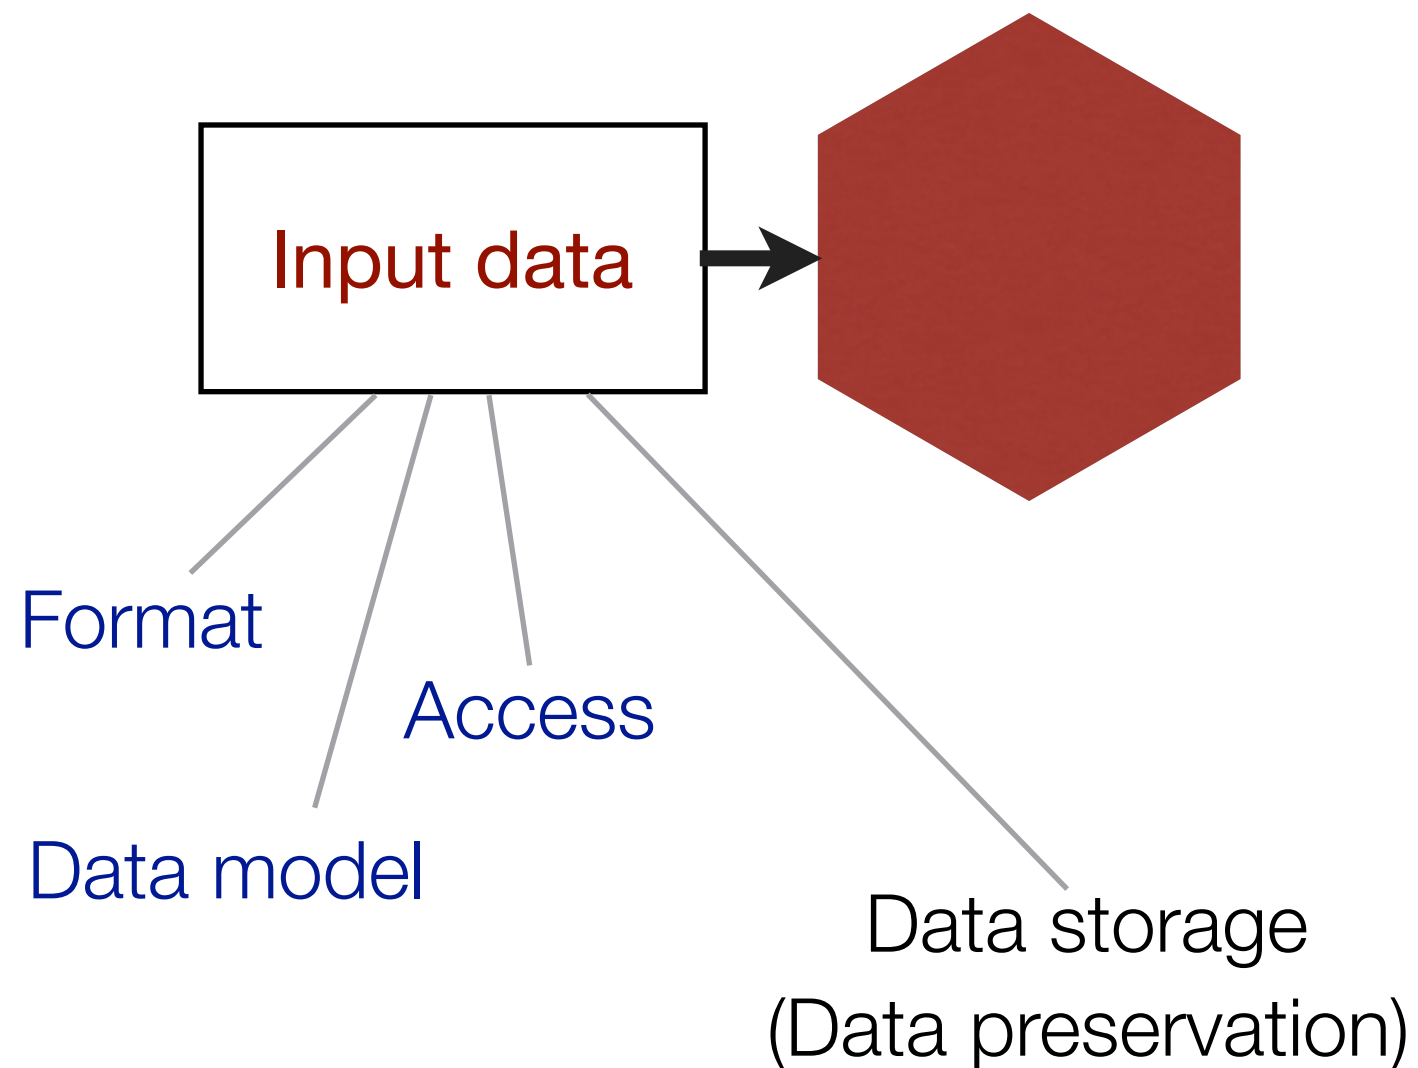 Input data
Format
Access
Data model
Data storage
(Data preservation)